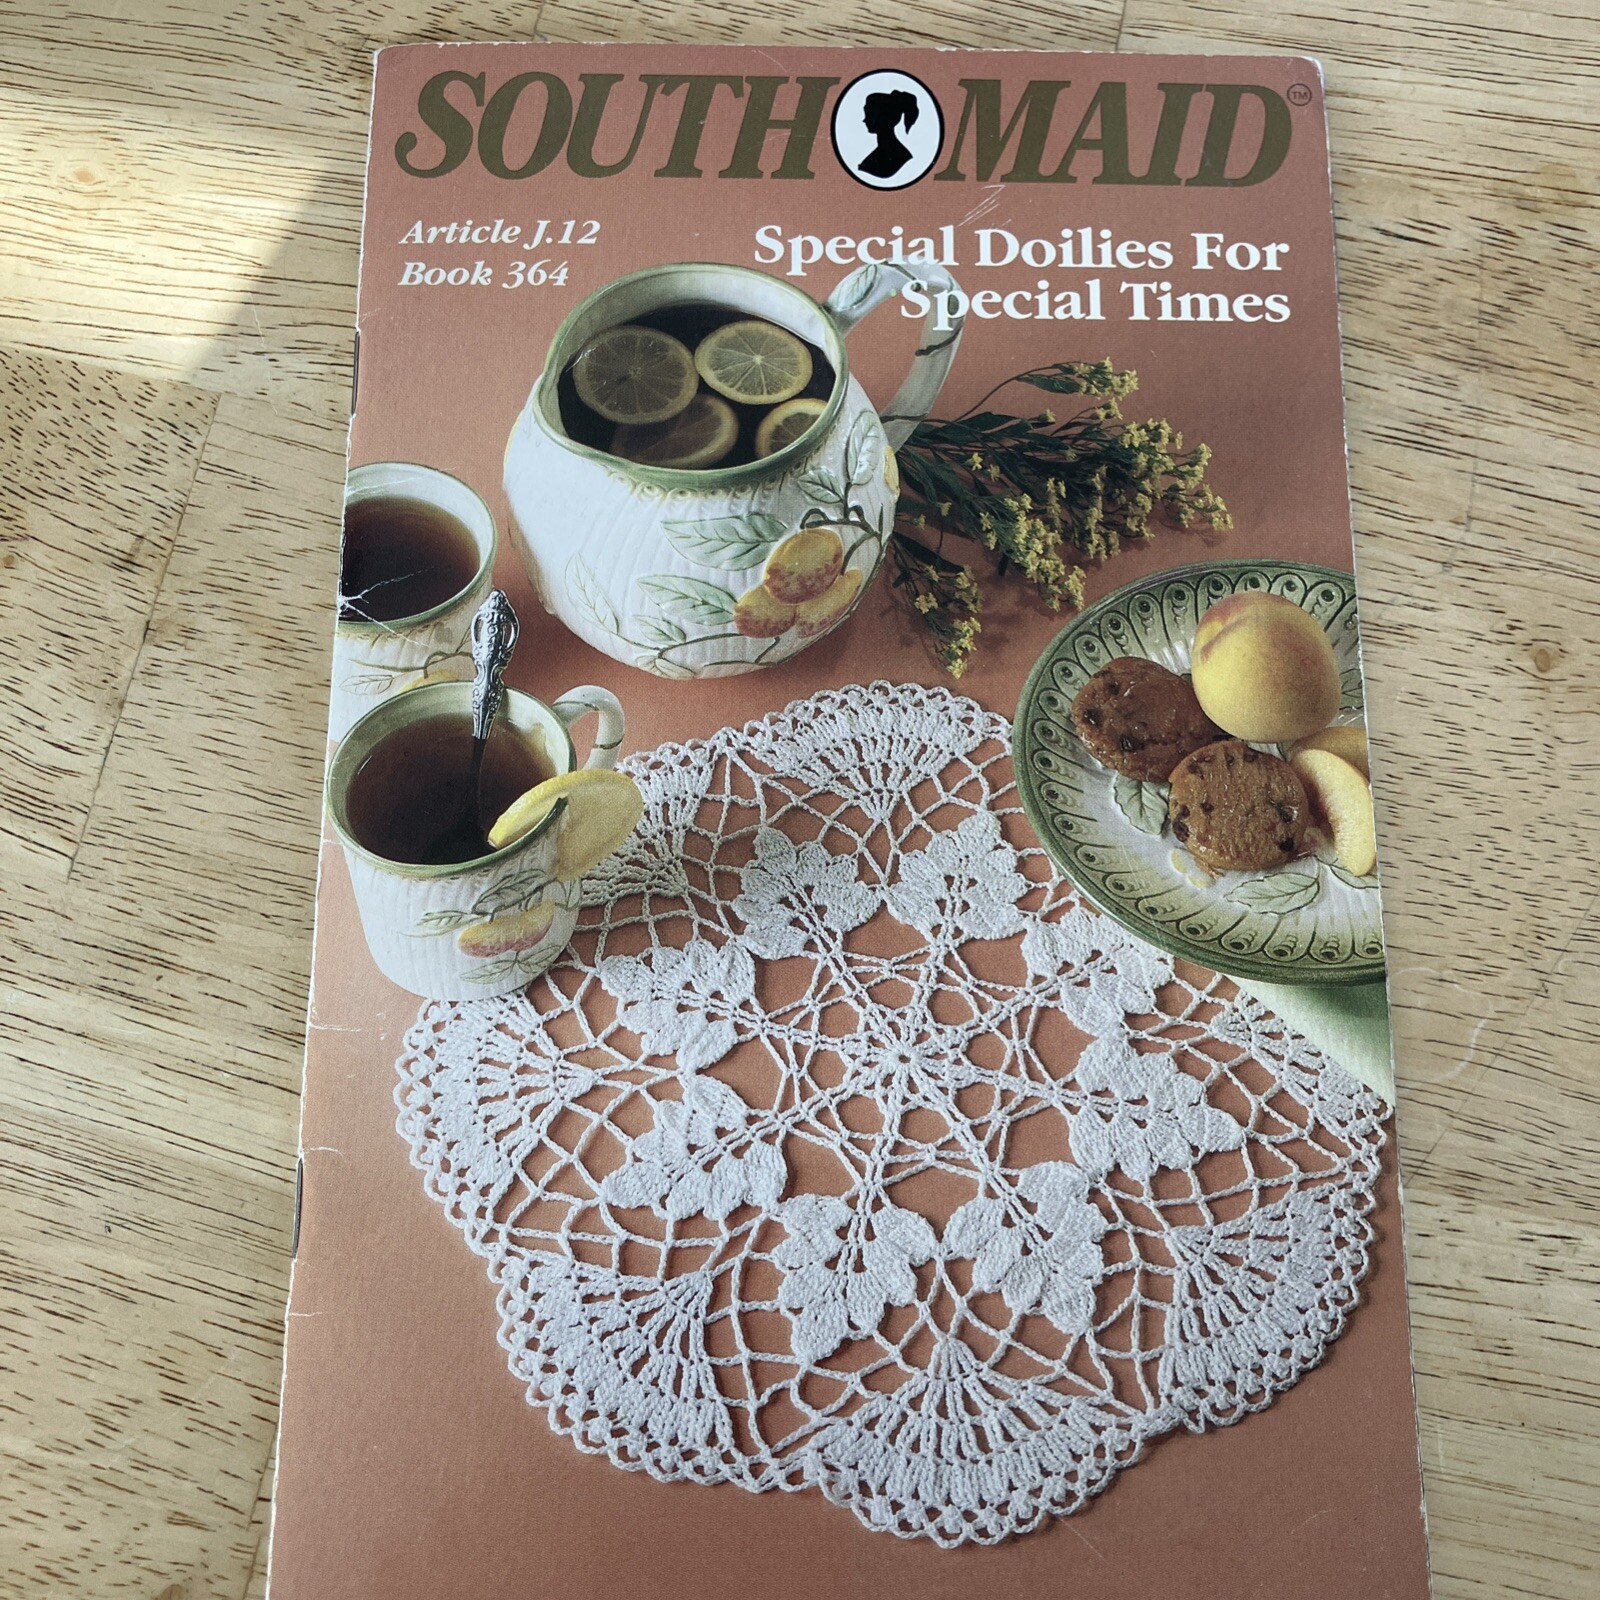 SOUTH MAID™
Article J.12
Book 364
Special Doilies For
Special Times